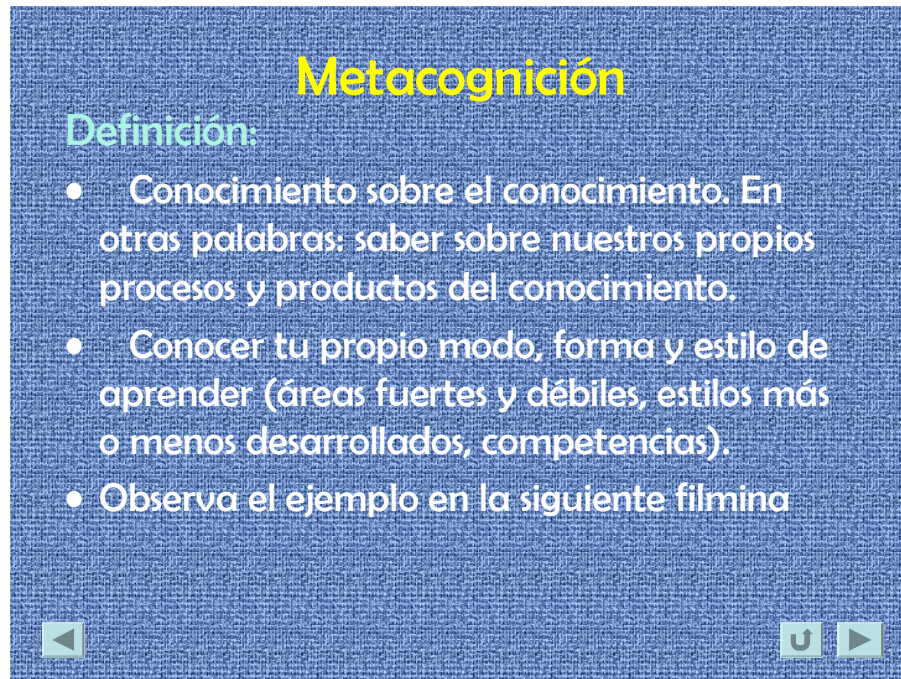 Metacognición
Definición:
• Conocimiento sobre el conocimiento. En
otras palabras: saber sobre nuestros propios
procesos y productos del conocimiento.
• Conocer tu propio modo, forma y estilo de
aprender (áreas fuertes y débiles, estilos más
o menos desarrollados, competencias).
• Observa el ejemplo en la siguiente filmina